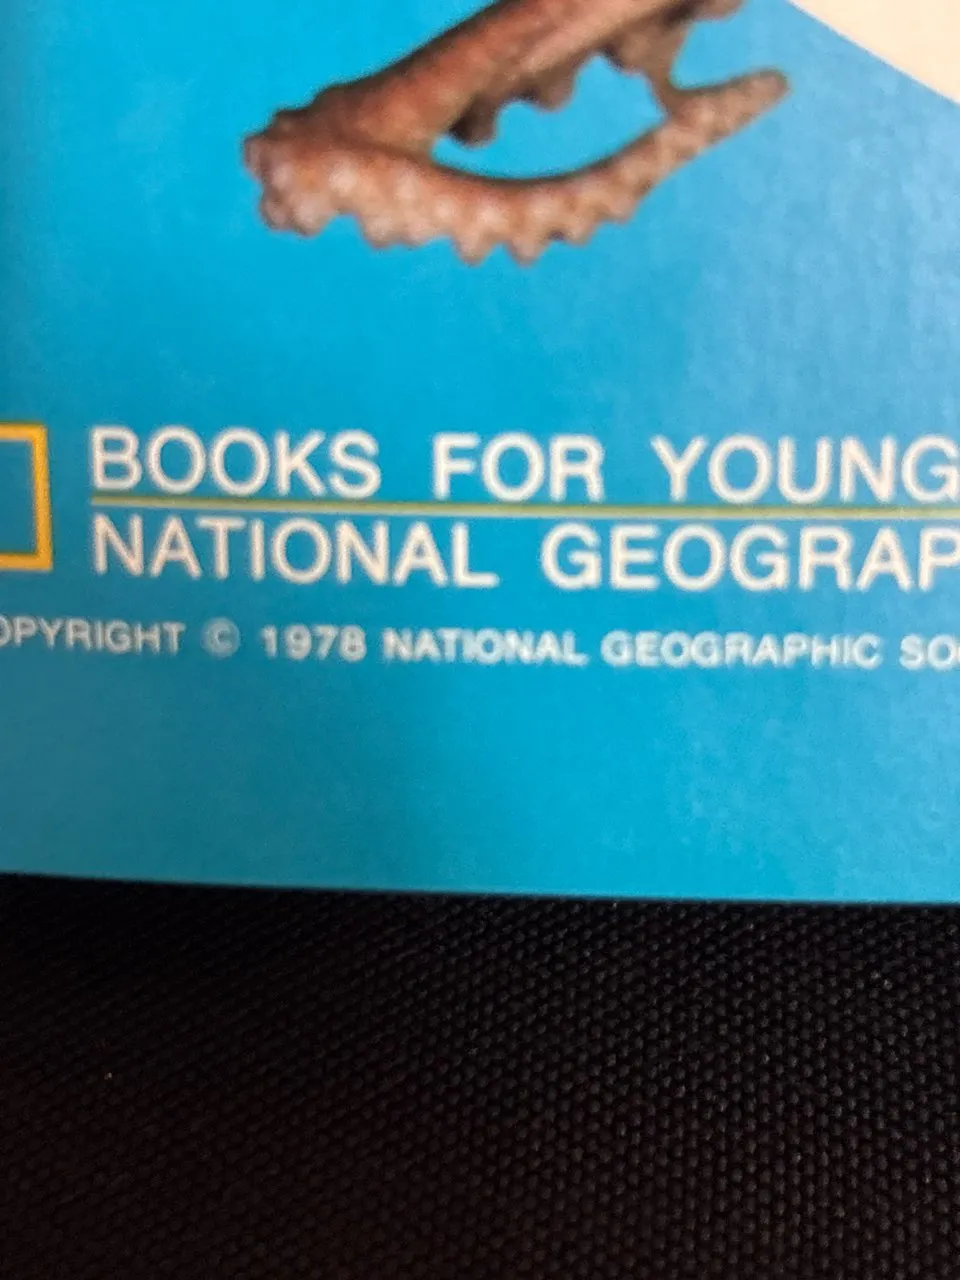 BOOKS FOR YOUNG
NATIONAL GEOGRAP
OPYRIGHT © 1978 NATIONAL GEOGRAPHIC SO